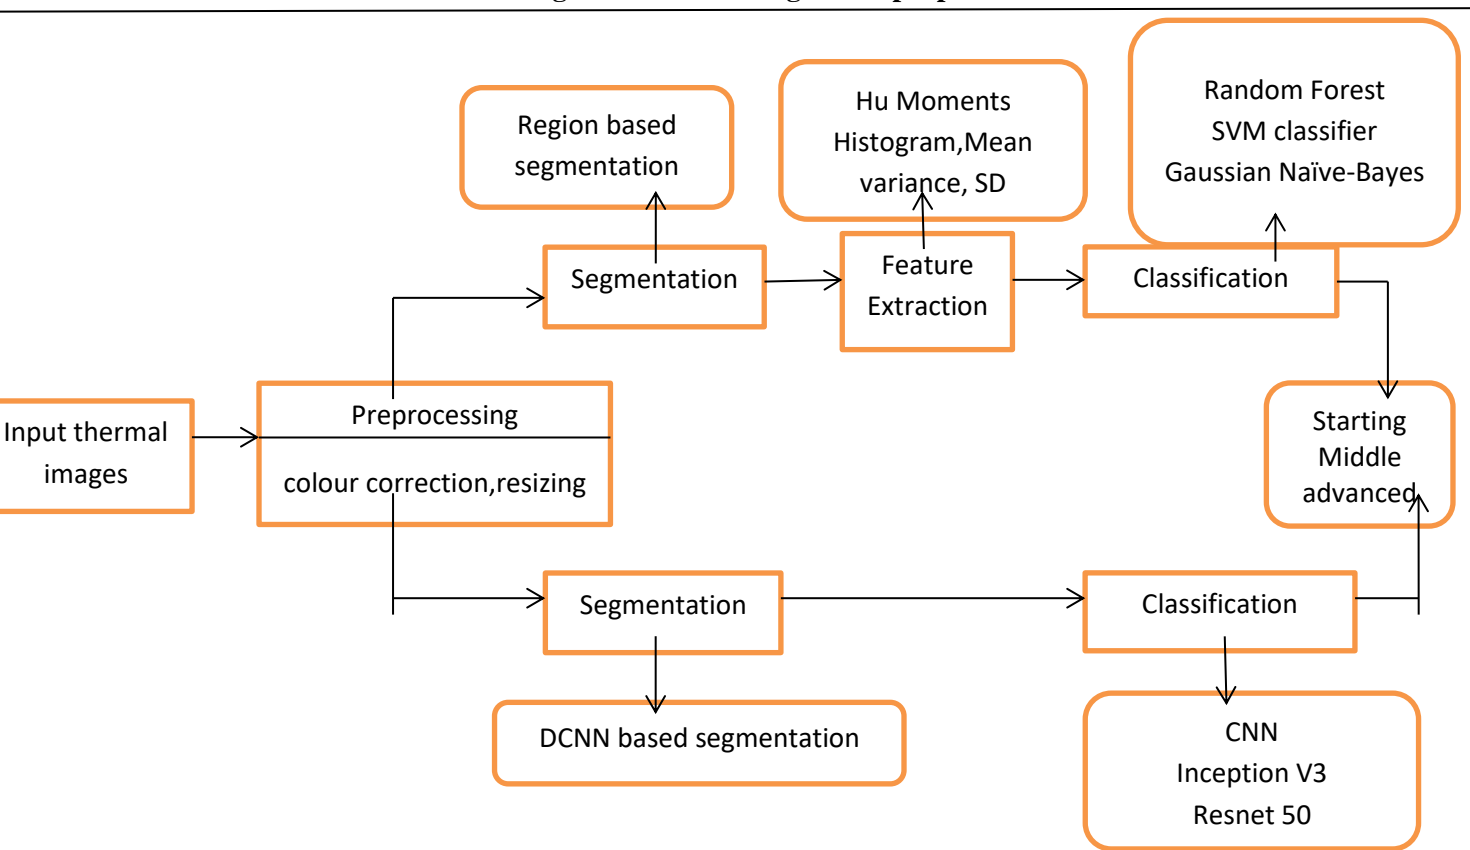 Random Forest
SVM classifier
Gaussian Naïve-Bayes
Hu Moments
Histogram,Mean
variance, SD
Region based
segmentation
Segmentation
Feature
Extraction
Classification
Input thermal
images
Preprocessing
colour correction,resizing
Starting
Middle
advanced
Segmentation
Classification
DCNN based segmentation
CNN
Inception V3
Resnet 50